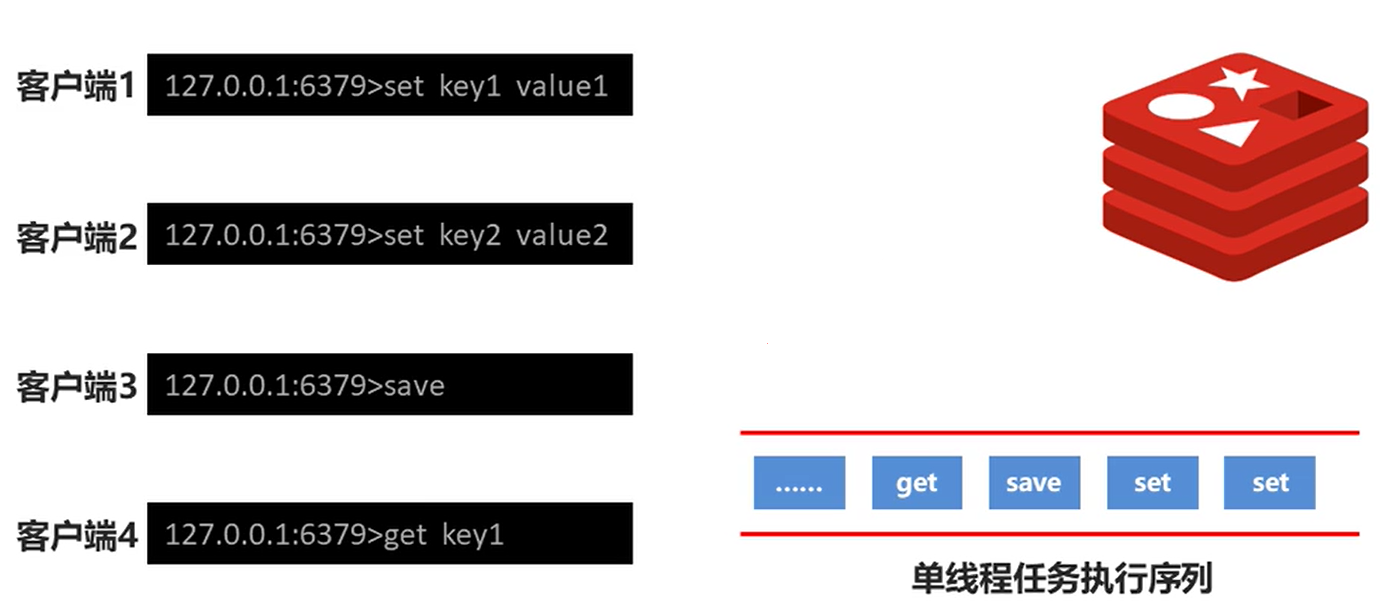 客户端1 127.0.0.1:6379>set key1 value1
客户端2 127.0.0.1:6379>set key2 value2
客户端3 127.0.0.1:6379>save
客户端4 127.0.0.1:6379>get key1
…… get save set set
单线程任务执行序列